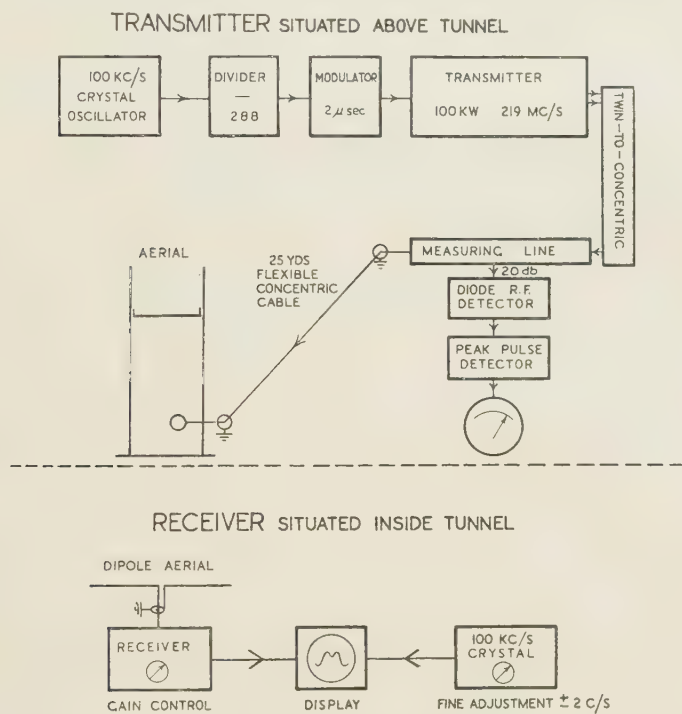 TRANSMITTER SITUATED ABOVE TUNNEL
100 KC/S
CRYSTAL
OSCILLATOR
DIVIDER
—
288
MODULATOR
2 μ sec
TRANSMITTER
100 KW 219 MC/S
TWIN-TO-CONCENTRIC
MEASURING LINE
20 db
DIODE R.F.
DETECTOR
PEAK PULSE
DETECTOR
25 YDS
FLEXIBLE
CONCENTRIC
CABLE
AERIAL
RECEIVER SITUATED INSIDE TUNNEL
DIPOLE AERIAL
RECEIVER
GAIN CONTROL
DISPLAY
100 KC/S
CRYSTAL
FINE ADJUSTMENT ± 2 C/S